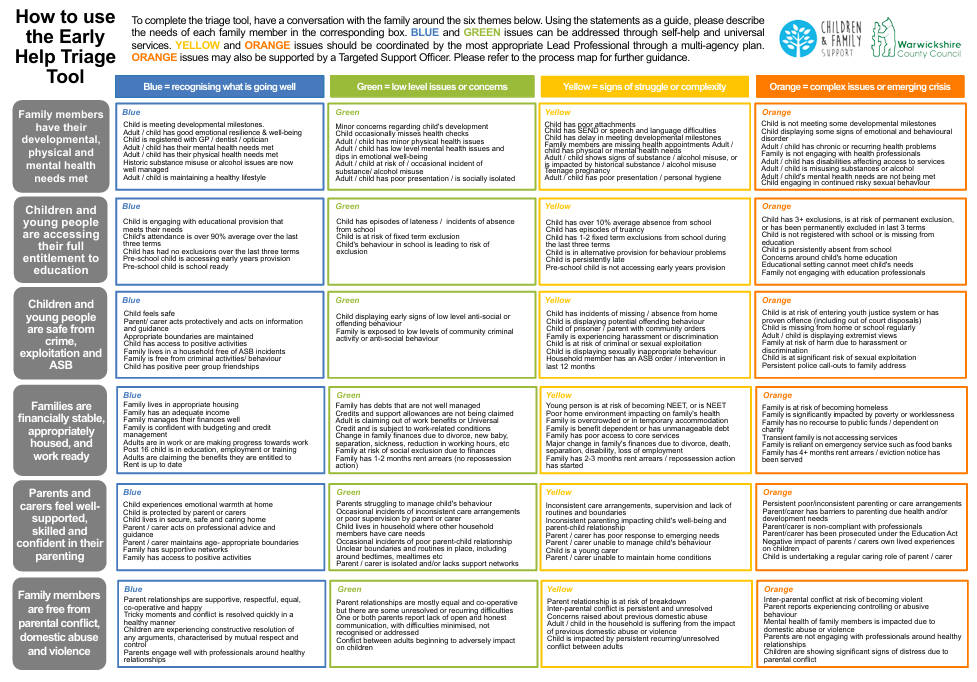 How to use
the Early
Help Triage
Tool
To complete the triage tool, have a conversation with the family around the six themes below. Using the statements as a guide, please describe
the needs of each family member in the corresponding box. BLUE and GREEN issues can be addressed through self-help and universal
services. YELLOW and ORANGE issues should be coordinated by the most appropriate Lead Professional through a multi-agency plan.
ORANGE issues may also be supported by a Targeted Support Officer. Please refer to the process map for further guidance.
CHILDREN
& FAMILY
SUPPORT
Warwickshire
County Council
Blue = recognising what is going well
Green = low level issues or concerns
Yellow = signs of struggle or complexity
Orange = complex issues or emerging crisis
Family members
have their
developmental,
physical and
mental health
needs met
Blue
Child is meeting developmental milestones.
Adult / child has good emotional resilience & well-being
Child is registered with GP / dentist / optician
Adult / child has their mental health needs met
Adult / child has their physical health needs met
Historic substance misuse or alcohol issues are now
well managed
Adult / child is maintaining a healthy lifestyle
Green
Minor concerns regarding child's development
Child occasionally misses health checks
Adult / child has minor physical health issues
Adult / child has low level mental health issues and
dips in emotional well-being
Adult / child at risk of / occasional incident of
substance/ alcohol misuse
Adult / child has poor presentation / is socially isolated
Yellow
Child has poor attachments
Child has SEND or speech and language difficulties
Child has delay in meeting developmental milestones
Family members are missing health appointments Adult /
child has physical or mental health needs
Adult / child shows signs of substance / alcohol misuse, or
is impacted by historical substance / alcohol misuse
Teenage pregnancy
Adult / child has poor presentation / personal hygiene
Orange
Child is not meeting some developmental milestones
Child displaying some signs of emotional and behavioural
disorder
Adult / child has chronic or recurring health problems
Family is not engaging with health professionals
Adult / child has disabilities affecting access to services
Adult / child is misusing substances or alcohol
Adult / child's mental health needs are not being met
Child engaging in continued risky sexual behaviour
Children and
young people
are accessing
their full
entitlement to
education
Blue
Child is engaging with educational provision that
meets their needs
Child's attendance is over 90% average over the last
three terms
Child has had no exclusions over the last three terms
Pre-school child is accessing early years provision
Pre-school child is school ready
Green
Child has episodes of lateness / incidents of absence
from school
Child is at risk of fixed term exclusion
Child's behaviour in school is leading to risk of
exclusion
Yellow
Child has over 10% average absence from school
Child has episodes of truancy
Child has 1-2 fixed term exclusions from school during
the last three terms
Child is in alternative provision for behaviour problems
Child is persistently late
Pre-school child is not accessing early years provision
Orange
Child has 3+ exclusions, is at risk of permanent exclusion,
or has been permanently excluded in last 3 terms
Child is not registered with school or is missing from
education
Child is persistently absent from school
Concerns around child's home education
Educational setting cannot meet child's needs
Family not engaging with education professionals
Children and
young people
are safe from
crime,
exploitation and
ASB
Blue
Child feels safe
Parent/ carer acts protectively and acts on information
and guidance
Appropriate boundaries are maintained
Child has access to positive activities
Family lives in a household free of ASB incidents
Family is free from criminal activities/ behaviour
Child has positive peer group friendships
Green
Child displaying early signs of low level anti-social or
offending behaviour
Family is exposed to low levels of community criminal
activity or anti-social behaviour
Yellow
Child has incidents of missing / absence from home
Child is displaying potential offending behaviour
Child of prisoner / parent with community orders
Family is experiencing harassment or discrimination
Child is at risk of criminal or sexual exploitation
Child is displaying sexually inappropriate behaviour
Household member has an ASB order / intervention in
last 12 months
Orange
Child is at risk of entering youth justice system or has
proven offence (including out of court disposals)
Child is missing from home or school regularly
Adult / child is displaying extremist views
Family at risk of harm due to harassment or
discrimination
Child is at significant risk of sexual exploitation
Persistent police call-outs to family address
Families are
financially stable,
appropriately
housed, and
work ready
Blue
Family lives in appropriate housing
Family has an adequate income
Family manages their finances well
Family is confident with budgeting and credit
management
Adults are in work or are making progress towards work
Post 16 child is in education, employment or training
Adults are claiming the benefits they are entitled to
Rent is up to date
Green
Family has debts that are not well managed
Credits and support allowances are not being claimed
Adult is claiming out of work benefits or Universal
Credit and is subject to work-related conditions
Change in family finances due to divorce, new baby,
separation, sickness, reduction in working hours, etc
Family at risk of social exclusion due to finances
Family has 1-2 months rent arrears (no repossession
action)
Yellow
Young person is at risk of becoming NEET, or is NEET
Poor home environment impacting on family's health
Family is overcrowded or in temporary accommodation
Family is benefit dependent or has unmanageable debt
Family has poor access to core services
Major change in family's finances due to divorce, death,
separation, disability, loss of employment
Family has 2-3 months rent arrears / repossession action
has started
Orange
Family is at risk of becoming homeless
Family is significantly impacted by poverty or worklessness
Family has no recourse to public funds / dependent on
charity
Transient family is not accessing services
Family is reliant on emergency service such as food banks
Family has 4+ months rent arrears / eviction notice has
been served
Parents and
carers feel well-
supported,
skilled and
confident in their
parenting
Blue
Child experiences emotional warmth at home
Child is protected by parent or carers
Child lives in secure, safe and caring home
Parent / carer acts on professional advice and
guidance
Parent / carer maintains age- appropriate boundaries
Family has supportive networks
Family has access to positive activities
Green
Parents struggling to manage child's behaviour
Occasional incidents of inconsistent care arrangements
or poor supervision by parent or carer
Child lives in household where other household
members have care needs
Occasional incidents of poor parent-child relationship
Unclear boundaries and routines in place, including
around bedtimes, mealtimes etc
Parent / carer is isolated and/or lacks support networks
Yellow
Inconsistent care arrangements, supervision and lack of
routines and boundaries
Inconsistent parenting impacting child's well-being and
parent-child relationship
Parent / carer has poor response to emerging needs
Parent / carer unable to manage child's behaviour
Child is a young carer
Parent / carer unable to maintain home conditions
Orange
Persistent poor/inconsistent parenting or care arrangements
Parent/carer has barriers to parenting due health and/or
development needs
Parent/carer is non-compliant with professionals
Parent/carer has been prosecuted under the Education Act
Negative impact of parents / carers own lived experiences
on children
Child is undertaking a regular caring role of parent / carer
Family members
are free from
parental conflict,
domestic abuse
and violence
Blue
Parent relationships are supportive, respectful, equal,
co-operative and happy
Tricky moments and conflict is resolved quickly in a
healthy manner
Children are experiencing constructive resolution of
any arguments, charasterised by mutual respect and
control
Parents engage well with professionals around healthy
relationships
Green
Parent relationships are mostly equal and co-operative
but there are some unresolved or recurring difficulties
One or both parents report lack of open and honest
communication, with difficulties minimised, not
recognised or addressed
Conflict between adults beginning to adversely impact
on children
Yellow
Parent relationship is at risk of breakdown
Inter-parental conflict is persistent and unresolved
Concerns raised about previous domestic abuse
Adult / child in the household is suffering from the impact
of previous domestic abuse or violence
Child is impacted by persistent recurring/unresolved
conflict between adults
Orange
Inter-parental conflict at risk of becoming violent
Parent reports experiencing controlling or abusive
behaviour
Mental health of family members is impacted due to
domestic abuse or violence
Parents are not engaging with professionals around healthy
relationships
Children are showing significant signs of distress due to
parental conflict